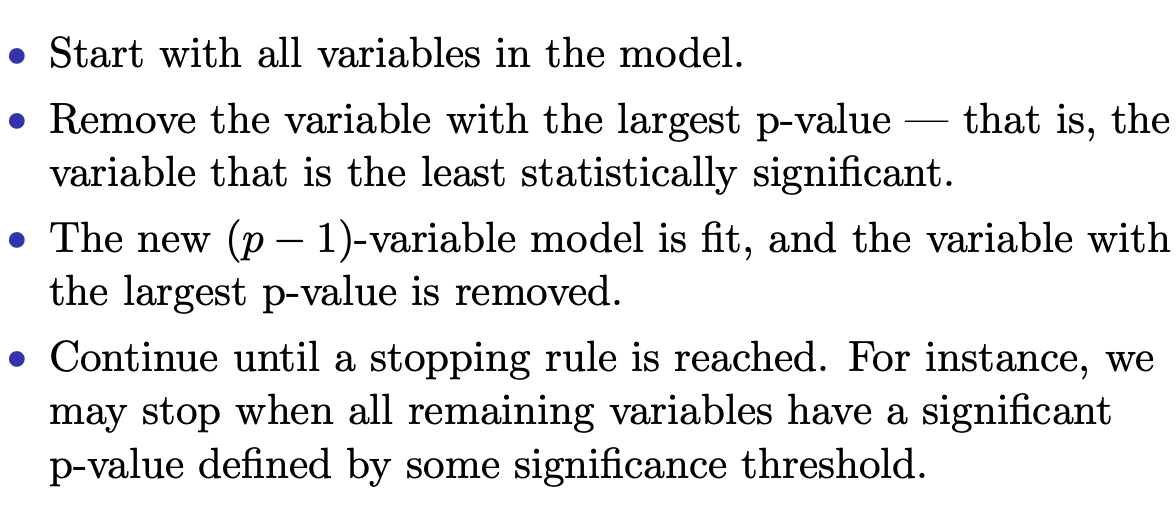 • Start with all variables in the model.
• Remove the variable with the largest p-value — that is, the
variable that is the least statistically significant.
• The new (p − 1)-variable model is fit, and the variable with
the largest p-value is removed.
• Continue until a stopping rule is reached. For instance, we
may stop when all remaining variables have a significant
p-value defined by some significance threshold.